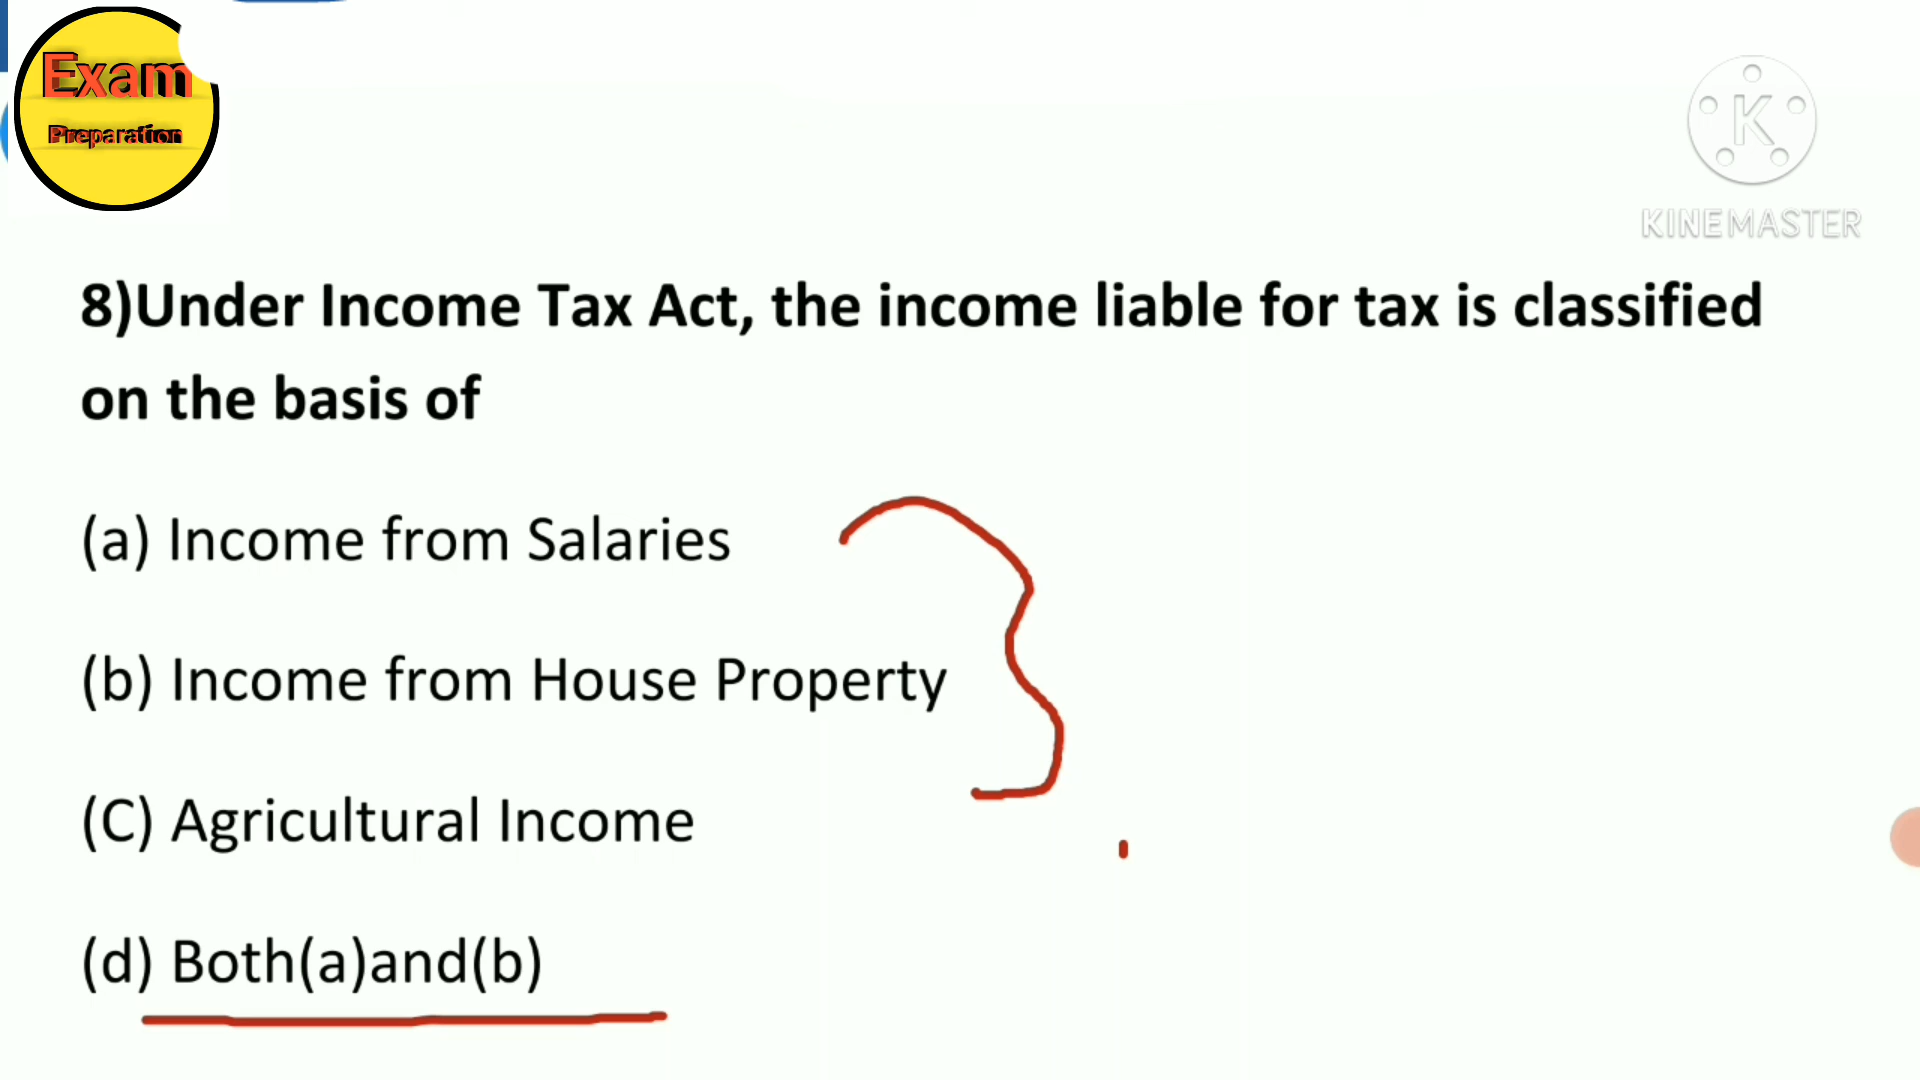 Exam
Preparation
KINEMASTER
8)Under Income Tax Act, the income liable for tax is classified
on the basis of
(a) Income from Salaries
(b) Income from House Property
(C) Agricultural Income
(d) Both(a)and(b)